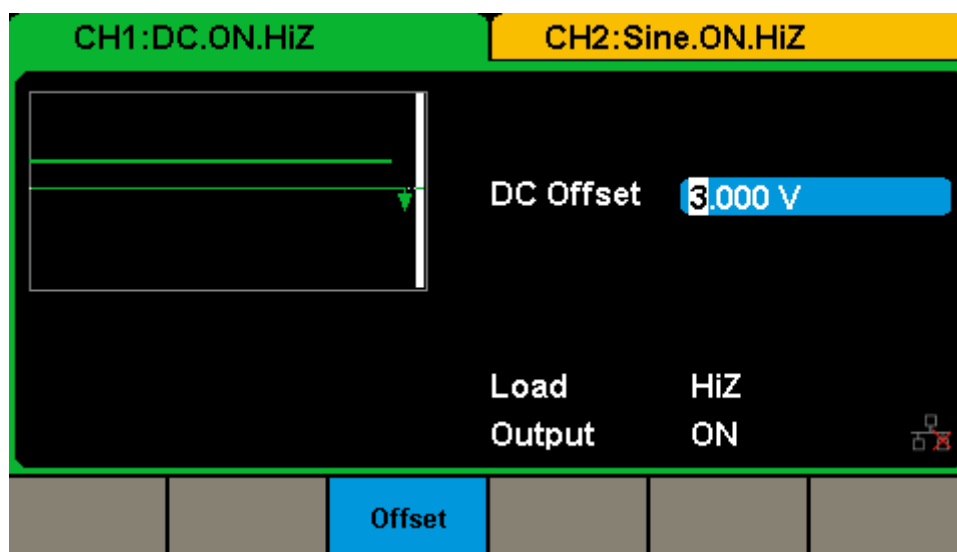 CH1:DC.ON.HiZ
CH2:Sine.ON.HiZ
DC Offset 3.000 V
Load HiZ
Output ON
Offset